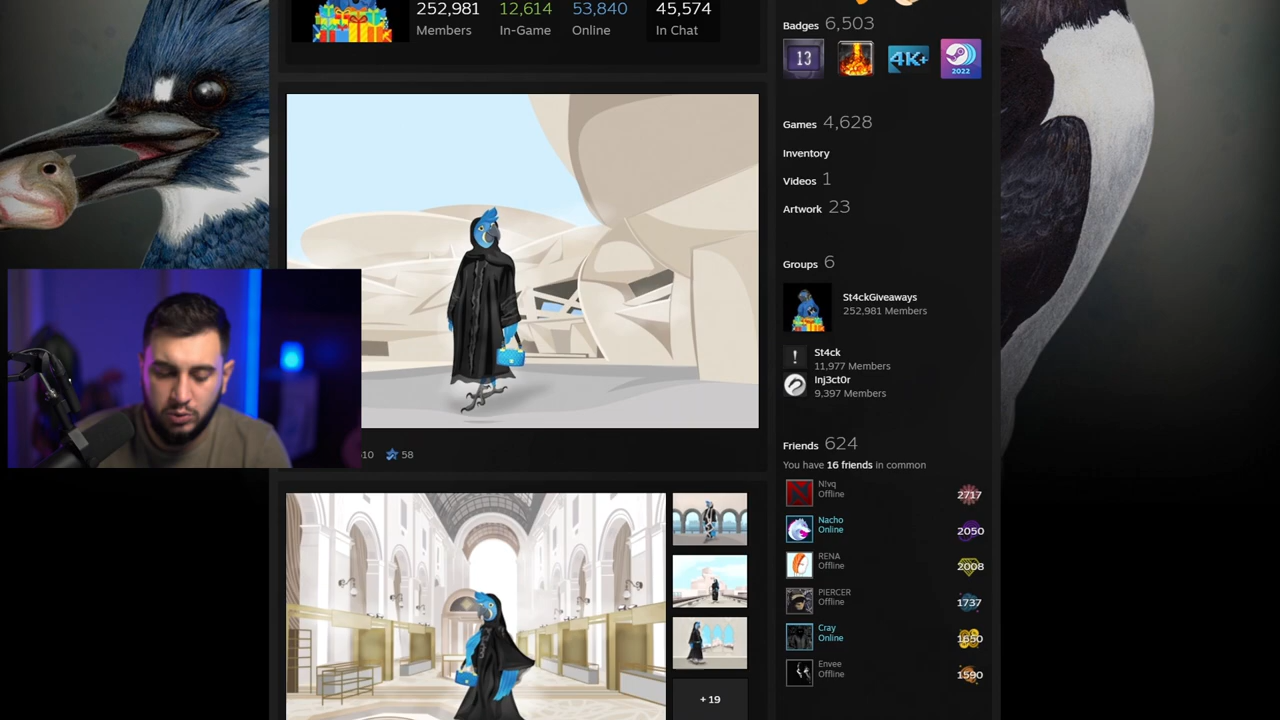 252,981
Members
12,614
In-Game
53,840
Online
45,574
In Chat
58
+ 19
Badges 6,503
13
4K+
2022
Games 4,628
Inventory
Videos 1
Artwork 23
Groups 6
St4ckGiveaways
252,981 Members
!
St4ck
11,977 Members
Inj3ct0r
9,397 Members
Friends 624
You have 16 friends in common
N!vq
Offline
2717
Nacho
Online
2050
RENA
Offline
2008
PIERCER
Offline
1737
Cray
Online
1650
Envee
Offline
1590